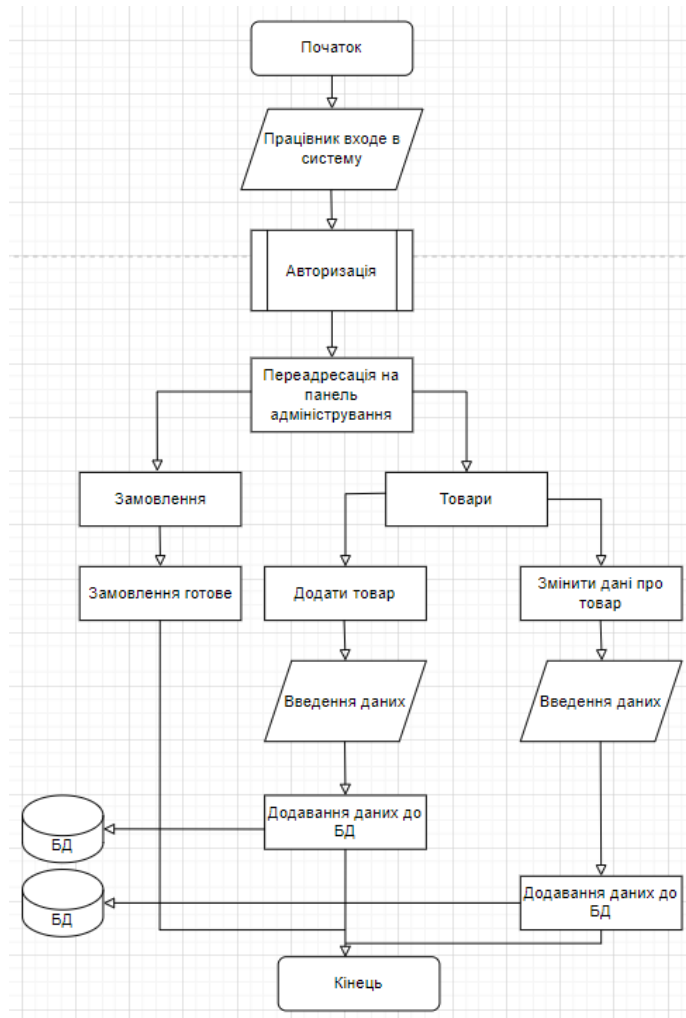 Початок
Працівник входе в
систему
Авторизація
Переадресація на
панель
адміністрування
Замовлення
Товари
Замовлення готове
Додати товар
Змінити дані про
товар
Введення даних
Введення даних
Додавання даних до
БД
БД
Додавання даних до
БД
БД
Кінець